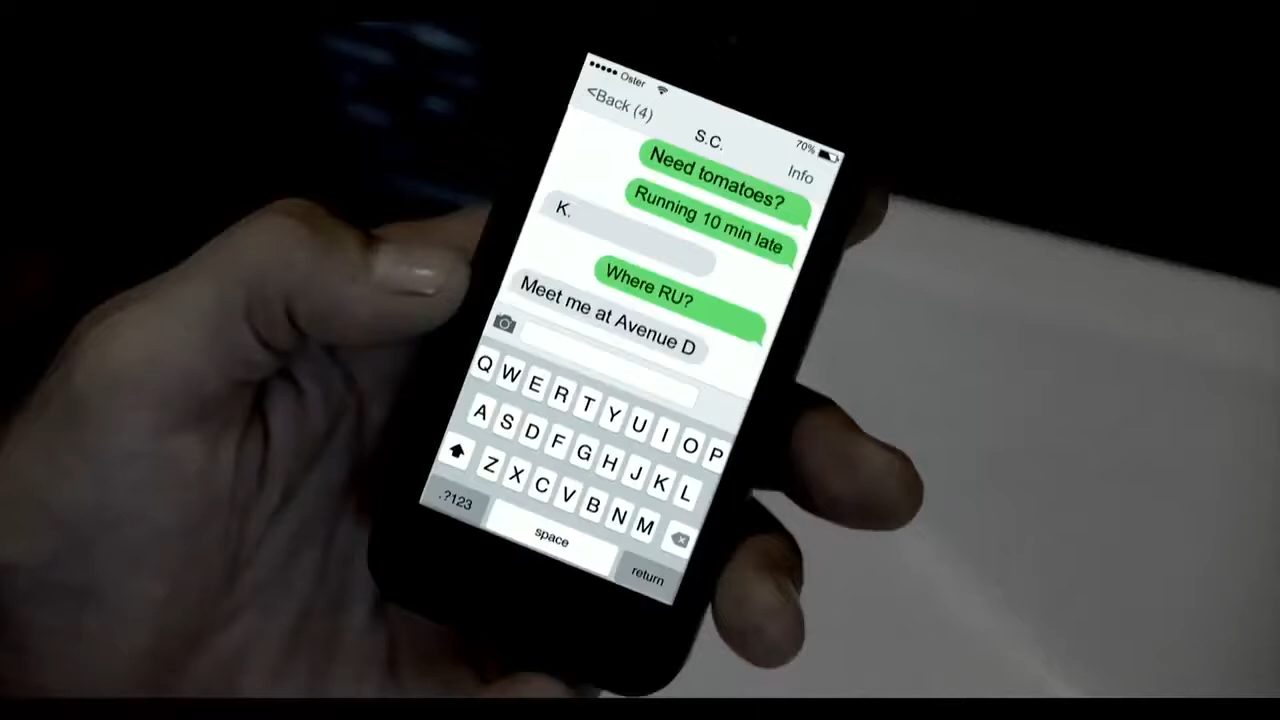 Oster
70%
<Back (4)
S.C.
Info
Need tomatoes?
Running 10 min late
K.
Where RU?
Meet me at Avenue D
Q W E R T Y U I O P
A S D F G H J K L
Z X C V B N M
.?123
space
return